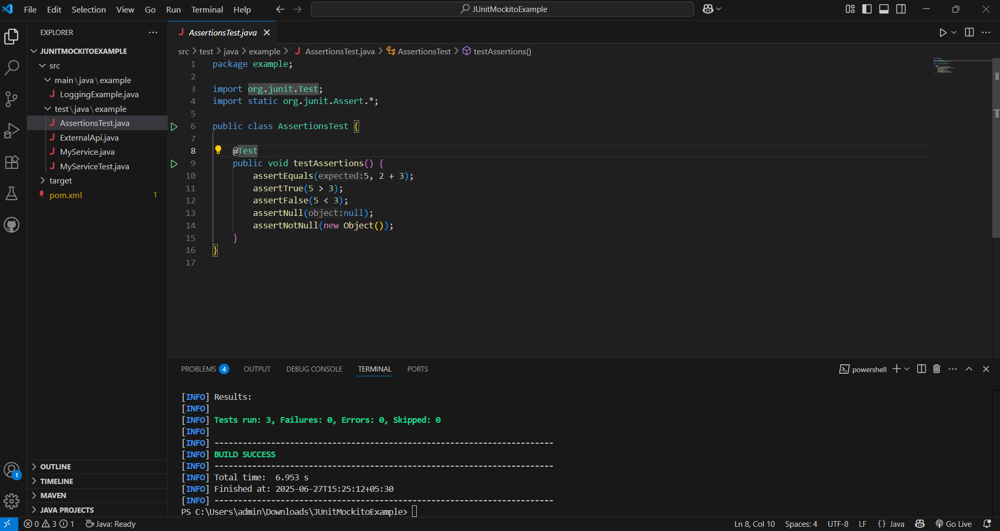 File Edit Selection View Go Run Terminal Help
JUnitMockitoExample
EXPLORER
JUNITMOCKITOEXAMPLE
src
main\java\example
J LoggingExample.java
test\java\example
J AssertionsTest.java
J ExternalApi.java
J MyService.java
J MyServiceTest.java
target
pom.xml 1
OUTLINE
TIMELINE
MAVEN
JAVA PROJECTS
J AssertionsTest.java
src > test > java > example > J AssertionsTest.java > AssertionsTest > testAssertions()
1 package example;
2
3 import org.junit.Test;
4 import static org.junit.Assert.*;
5
6 public class AssertionsTest {
7
8 @Test
9 public void testAssertions() {
10 assertEquals(expected:5, 2 + 3);
11 assertTrue(5 > 3);
12 assertFalse(5 < 3);
13 assertNull(object:null);
14 assertNotNull(new Object());
15 }
16 }
17
PROBLEMS 4 OUTPUT DEBUG CONSOLE TERMINAL PORTS
powershell
[INFO] Results:
[INFO]
[INFO] Tests run: 3, Failures: 0, Errors: 0, Skipped: 0
[INFO]
[INFO] ------------------------------------------------------------------------
[INFO] BUILD SUCCESS
[INFO] ------------------------------------------------------------------------
[INFO] Total time:  6.953 s
[INFO] Finished at: 2025-06-27T15:25:12+05:30
[INFO] ------------------------------------------------------------------------
PS C:\Users\admin\Downloads\JUnitMockitoExample>
1
0 3 1 Java: Ready
Ln 8, Col 10 Spaces: 4 UTF-8 LF {} Java Go Live